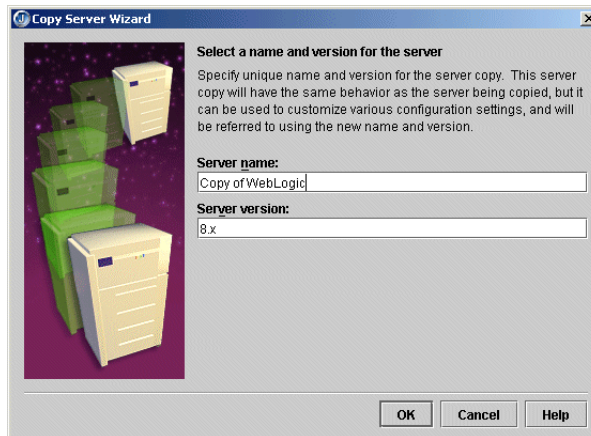 Copy Server Wizard
Select a name and version for the server
Specify unique name and version for the server copy. This server
copy will have the same behavior as the server being copied, but it
can be used to customize various configuration settings, and will
be referred to using the new name and version.
Server name:
Copy of WebLogic
Server version:
8.x
OK
Cancel
Help